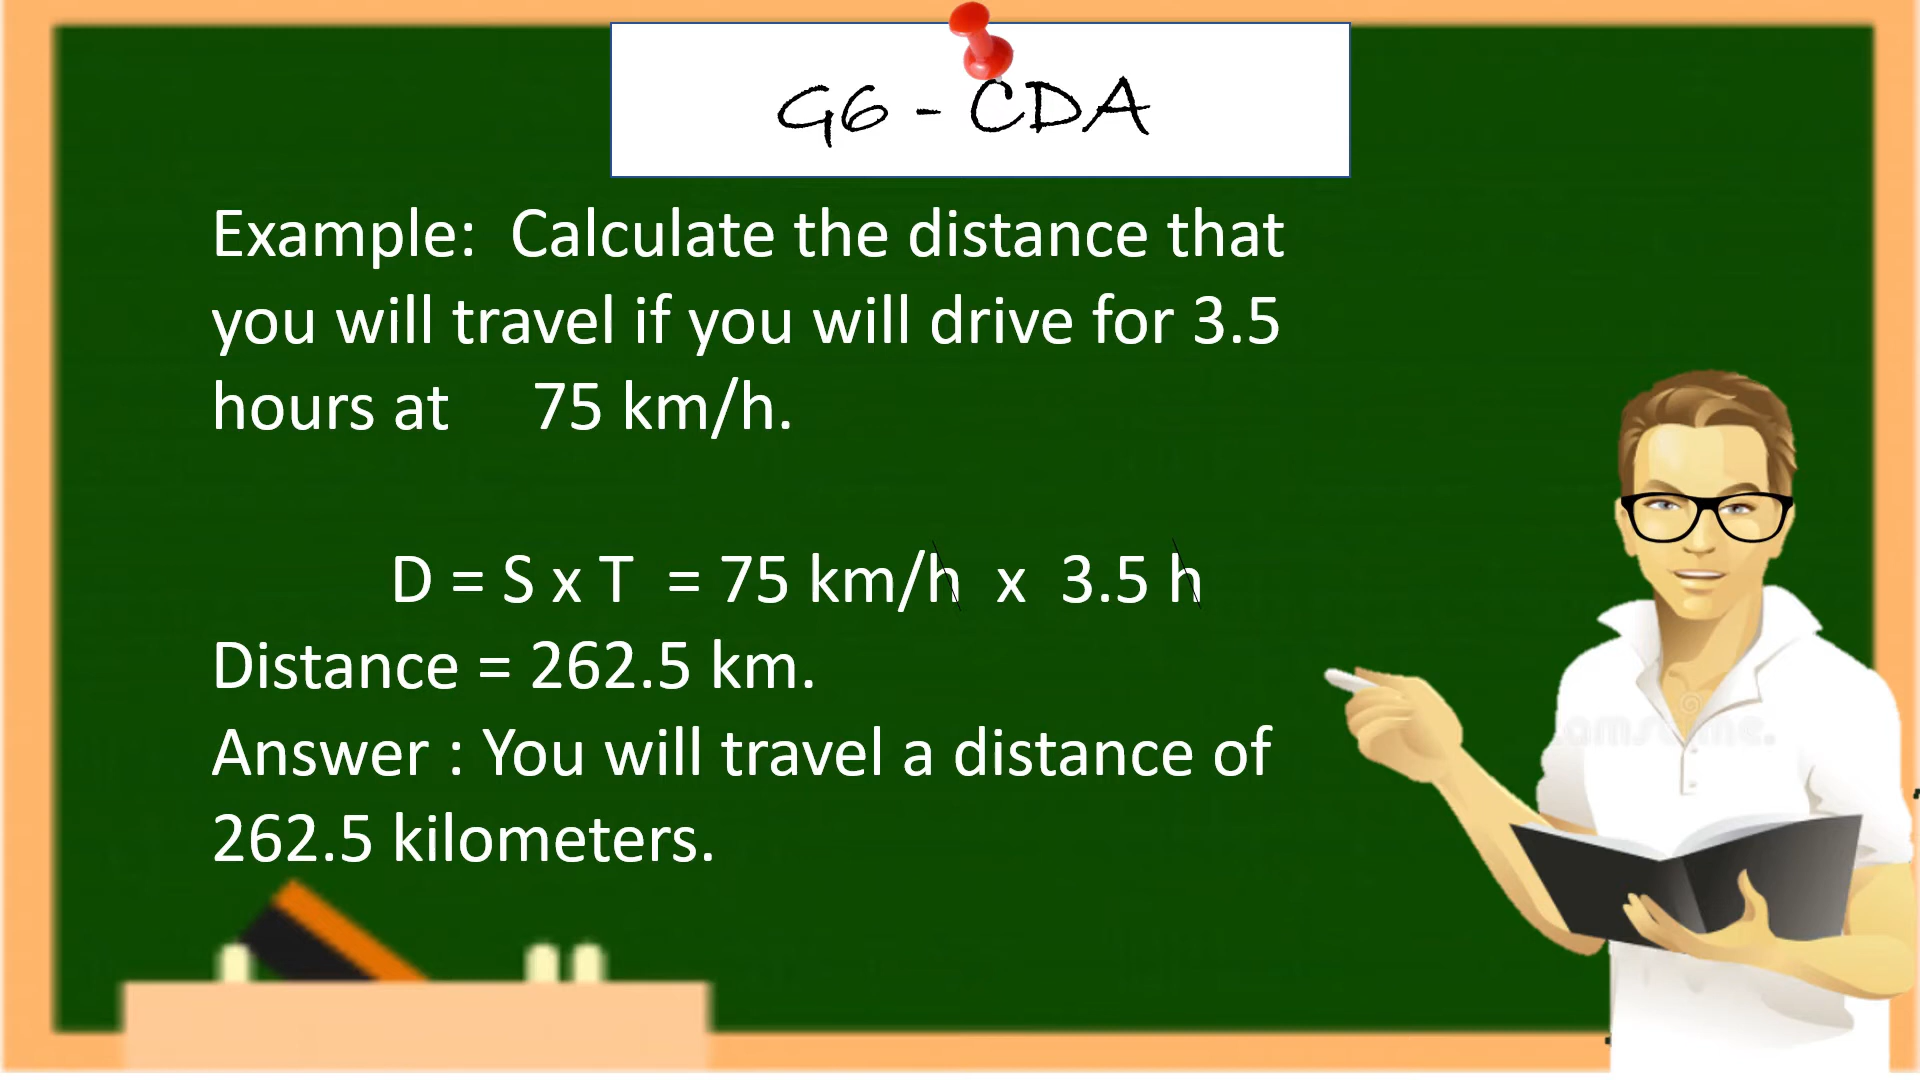 G6 - CDA
Example:  Calculate the distance that
you will travel if you will drive for 3.5
hours at     75 km/h.
D = S x T  = 75 km/h  x  3.5 h
Distance = 262.5 km.
Answer : You will travel a distance of
262.5 kilometers.